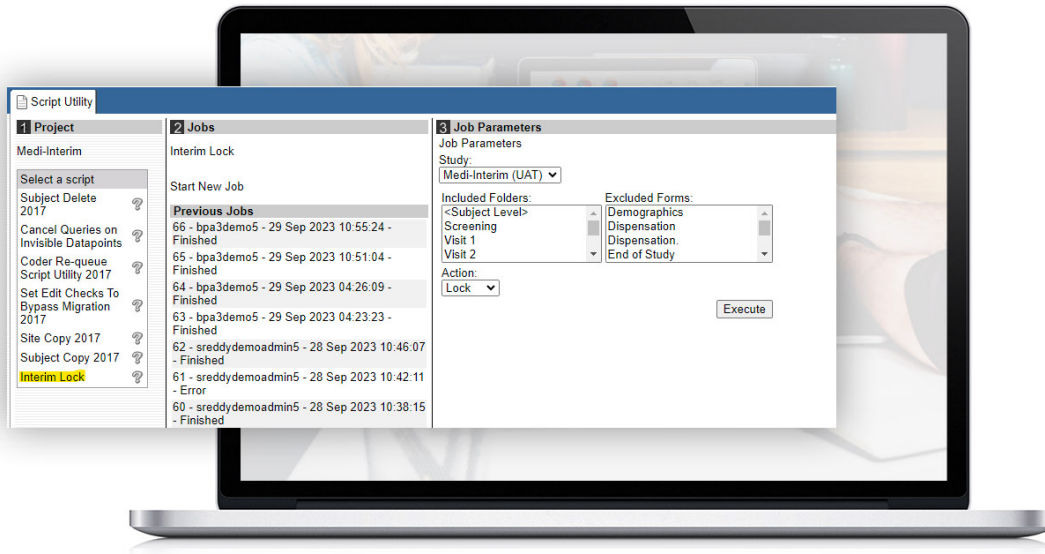 Script Utility
1 Project
Medi-Interim
Select a script
Subject Delete
2017
Cancel Queries on
Invisible Datapoints
Coder Re-queue
Script Utility 2017
Set Edit Checks To
Bypass Migration
2017
Site Copy 2017
Subject Copy 2017
Interim Lock
2 Jobs
Interim Lock
Start New Job
Previous Jobs
66 - bpa3demo5 - 29 Sep 2023 10:55:24 -
Finished
65 - bpa3demo5 - 29 Sep 2023 10:51:04 -
Finished
64 - bpa3demo5 - 29 Sep 2023 04:26:09 -
Finished
63 - bpa3demo5 - 29 Sep 2023 04:23:23 -
Finished
62 - sreddydemoadmin5 - 28 Sep 2023 10:46:07
- Finished
61 - sreddydemoadmin5 - 28 Sep 2023 10:42:11
- Error
60 - sreddydemoadmin5 - 28 Sep 2023 10:38:15
- Finished
3 Job Parameters
Job Parameters
Study:
Medi-Interim (UAT)
Included Folders:
<Subject Level>
Screening
Visit 1
Visit 2
Excluded Forms:
Demographics
Dispensation
Dispensation.
End of Study
Action:
Lock
Execute